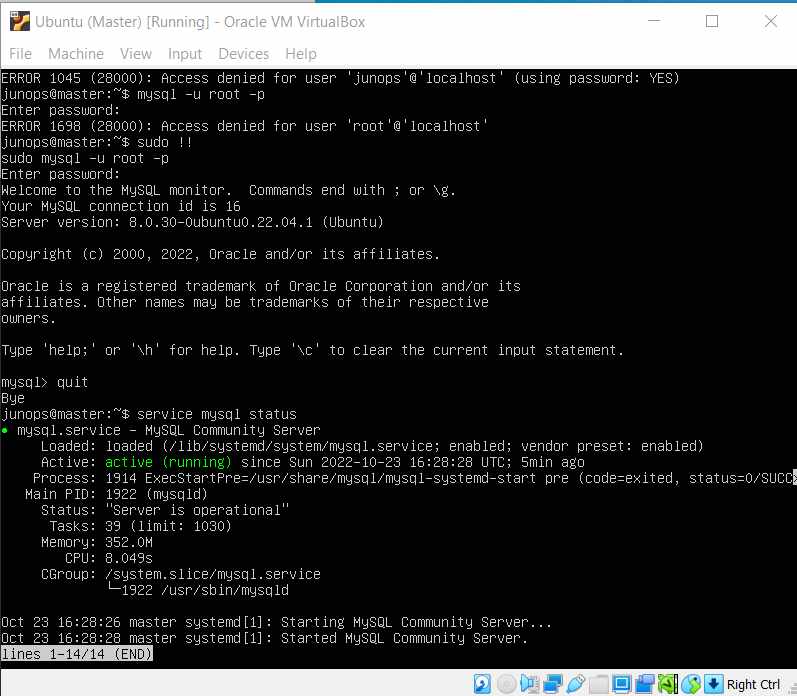 Ubuntu (Master) [Running] - Oracle VM VirtualBox
File Machine View Input Devices Help
ERROR 1045 (28000): Access denied for user 'junops'@'localhost' (using password: YES)
junops@master:~$ mysql -u root -p
Enter password:
ERROR 1698 (28000): Access denied for user 'root'@'localhost'
junops@master:~$ sudo !!
sudo mysql -u root -p
Enter password:
Welcome to the MySQL monitor.  Commands end with ; or \g.
Your MySQL connection id is 16
Server version: 8.0.30-0ubuntu0.22.04.1 (Ubuntu)
Copyright (c) 2000, 2022, Oracle and/or its affiliates.
Oracle is a registered trademark of Oracle Corporation and/or its
affiliates. Other names may be trademarks of their respective
owners.
Type 'help;' or '\h' for help. Type '\c' to clear the current input statement.
mysql> quit
Bye
junops@master:~$ service mysql status
● mysql.service - MySQL Community Server
Loaded: loaded (/lib/systemd/system/mysql.service; enabled; vendor preset: enabled)
Active: active (running) since Sun 2022-10-23 16:28:28 UTC; 5min ago
Process: 1914 ExecStartPre=/usr/share/mysql/mysql-systemd-start pre (code=exited, status=0/SUCC>
Main PID: 1922 (mysqld)
Status: "Server is operational"
Tasks: 39 (limit: 1030)
Memory: 352.0M
CPU: 8.049s
CGroup: /system.slice/mysql.service
└─1922 /usr/sbin/mysqld
Oct 23 16:28:26 master systemd[1]: Starting MySQL Community Server...
Oct 23 16:28:28 master systemd[1]: Started MySQL Community Server.
lines 1-14/14 (END)
Right Ctrl